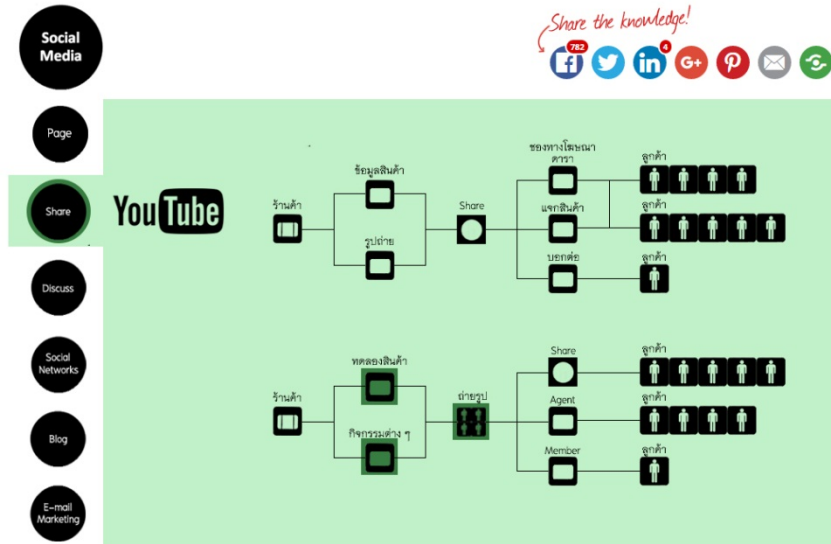 Share the knowledge!
782
4
G+
Social
Media
Page
Share
Discuss
Social
Networks
Blog
E-mail
Marketing
YouTube
ร้านค้า
ข้อมูลสินค้า
รูปถ่าย
Share
ช่องทางโฆษณา
ดารา
แจกสินค้า
บอกต่อ
ลูกค้า
ลูกค้า
ลูกค้า
ร้านค้า
ทดลองสินค้า
กิจกรรมต่าง ๆ
ถ่ายรูป
Share
Agent
Member
ลูกค้า
ลูกค้า
ลูกค้า